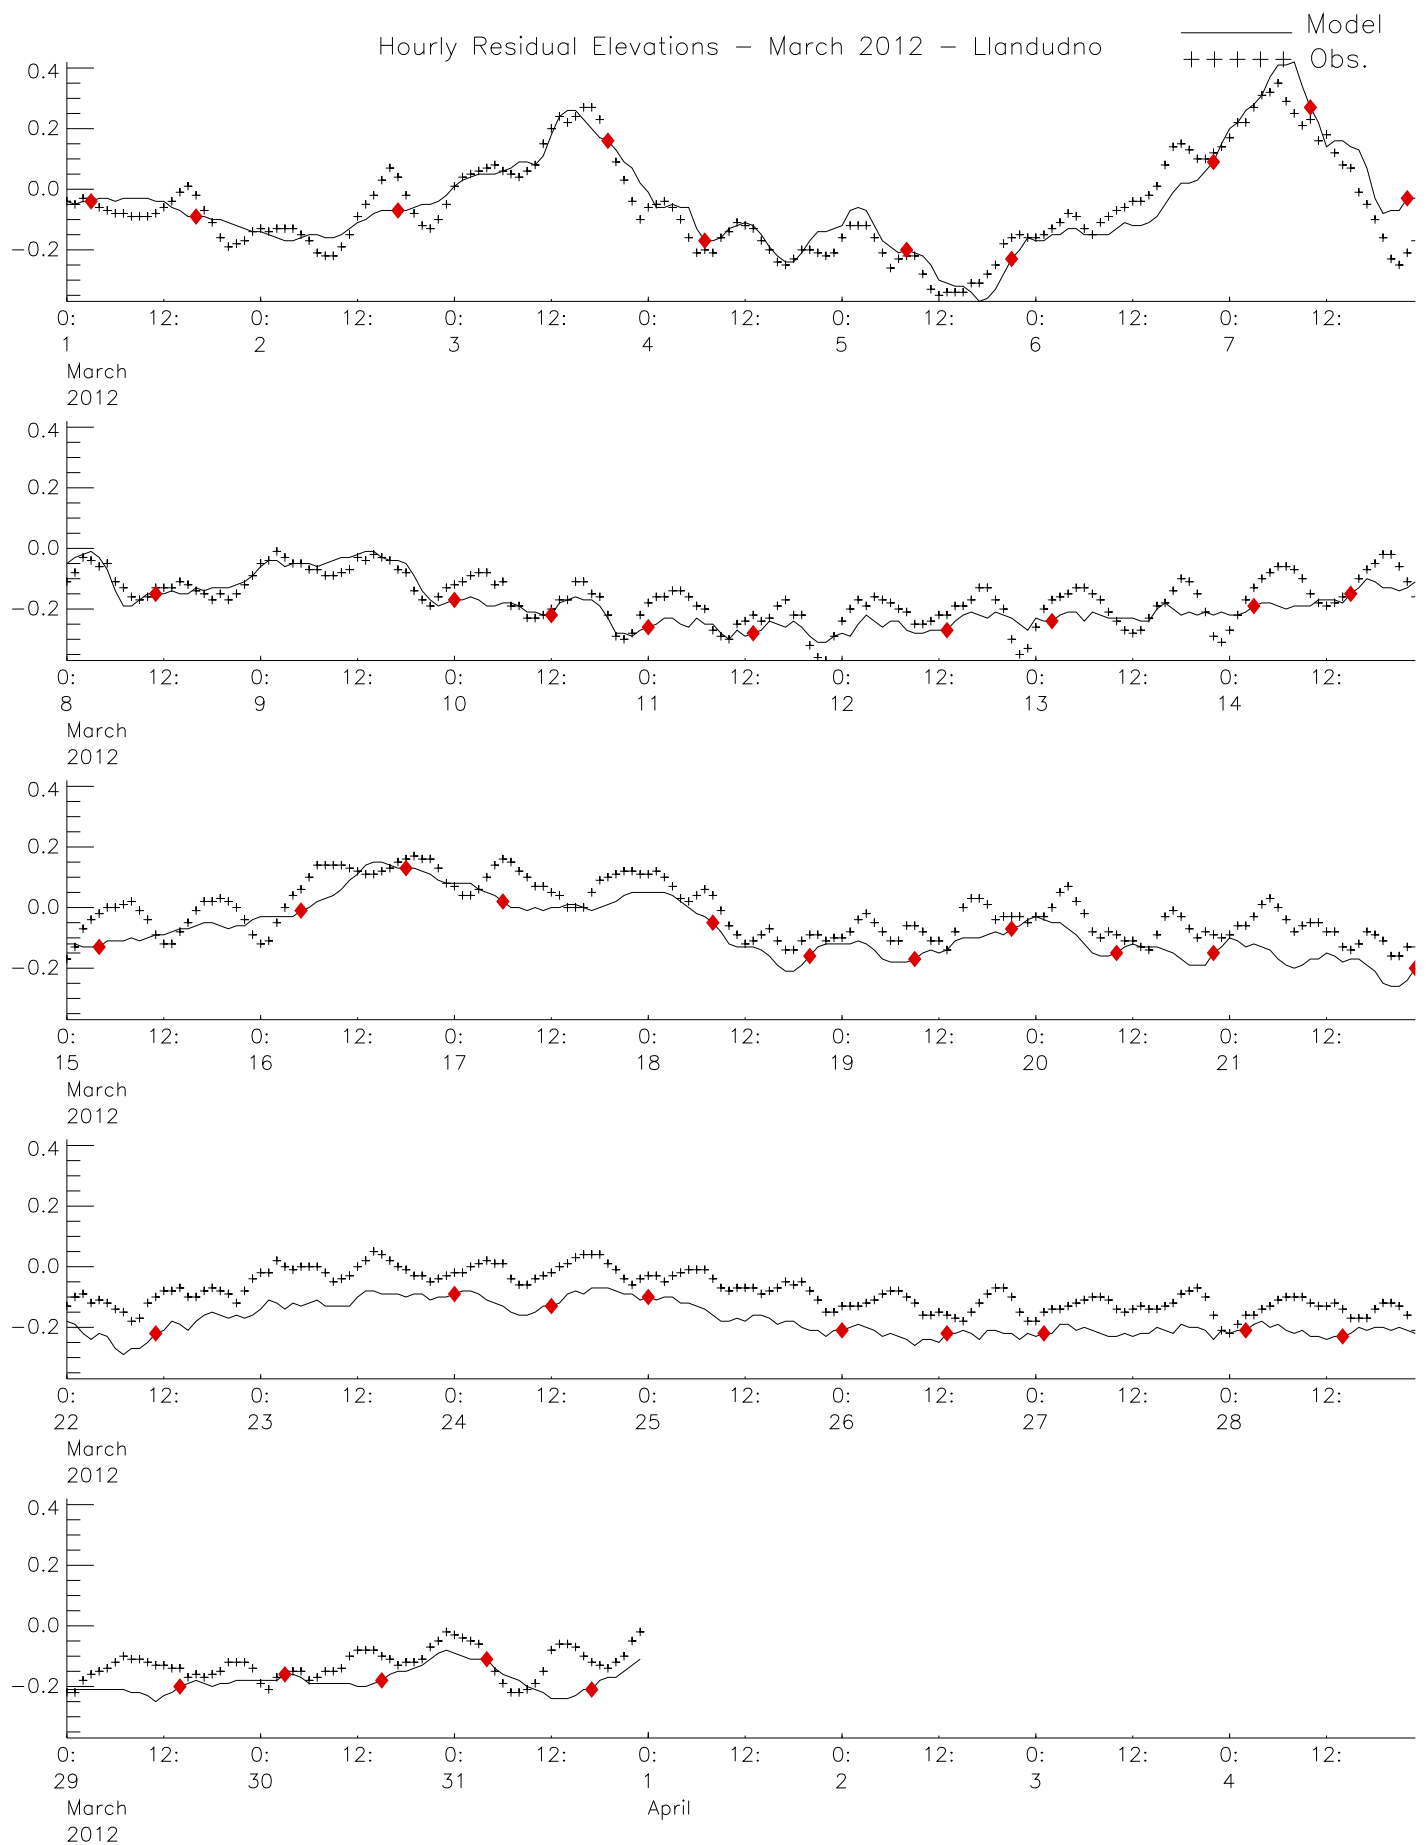 Hourly Residual Elevations − March 2012 − Llandudno
Model
+++++ Obs.
0.4
0.2
0.0
−0.2
0: 12: 0: 12: 0: 12: 0: 12: 0: 12: 0: 12: 0: 12:
1 2 3 4 5 6 7
March
2012
0.4
0.2
0.0
−0.2
0: 12: 0: 12: 0: 12: 0: 12: 0: 12: 0: 12: 0: 12:
8 9 10 11 12 13 14
March
2012
0.4
0.2
0.0
−0.2
0: 12: 0: 12: 0: 12: 0: 12: 0: 12: 0: 12: 0: 12:
15 16 17 18 19 20 21
March
2012
0.4
0.2
0.0
−0.2
0: 12: 0: 12: 0: 12: 0: 12: 0: 12: 0: 12: 0: 12:
22 23 24 25 26 27 28
March
2012
0.4
0.2
0.0
−0.2
0: 12: 0: 12: 0: 12: 0: 12: 0: 12: 0: 12: 0: 12:
29 30 31 1 2 3 4
March April
2012